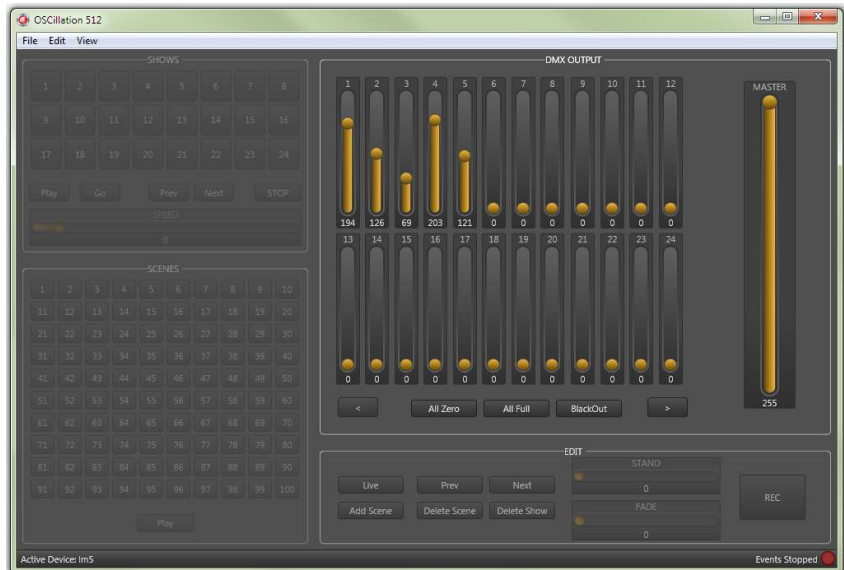 OSCillation 512
File Edit View
SHOWS
1 2 3 4 5 6 7 8
9 10 11 12 13 14 15 16
17 18 19 20 21 22 23 24
Play Go Prev Next STOP
SPEED
0
SCENES
1 2 3 4 5 6 7 8 9 10
11 12 13 14 15 16 17 18 19 20
21 22 23 24 25 26 27 28 29 30
31 32 33 34 35 36 37 38 39 40
41 42 43 44 45 46 47 48 49 50
51 52 53 54 55 56 57 58 59 60
61 62 63 64 65 66 67 68 69 70
71 72 73 74 75 76 77 78 79 80
81 82 83 84 85 86 87 88 89 90
91 92 93 94 95 96 97 98 99 100
Play
DMX OUTPUT
1 2 3 4 5 6 7 8 9 10 11 12
194 126 69 203 121 0 0 0 0 0 0 0
13 14 15 16 17 18 19 20 21 22 23 24
0 0 0 0 0 0 0 0 0 0 0 0
< All Zero All Full BlackOut >
MASTER
255
EDIT
Live Prev Next
Add Scene Delete Scene Delete Show
STAND
0
FADE
0
REC
Active Device: lm5
Events Stopped